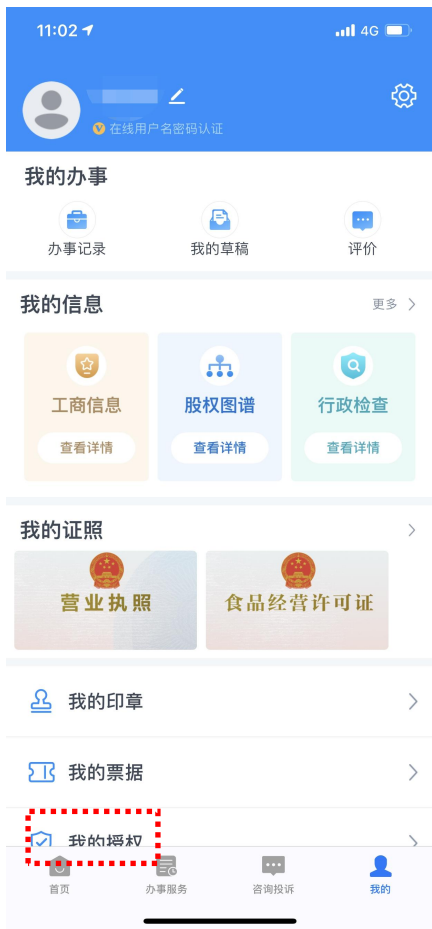 11:02
4G
在线用户名密码认证
我的办事
办事记录 我的草稿 评价
我的信息 更多
工商信息 股权图谱 行政检查
查看详情 查看详情 查看详情
我的证照
营业执照 食品经营许可证
我的印章
我的票据
我的授权
首页 办事服务 咨询投诉 我的